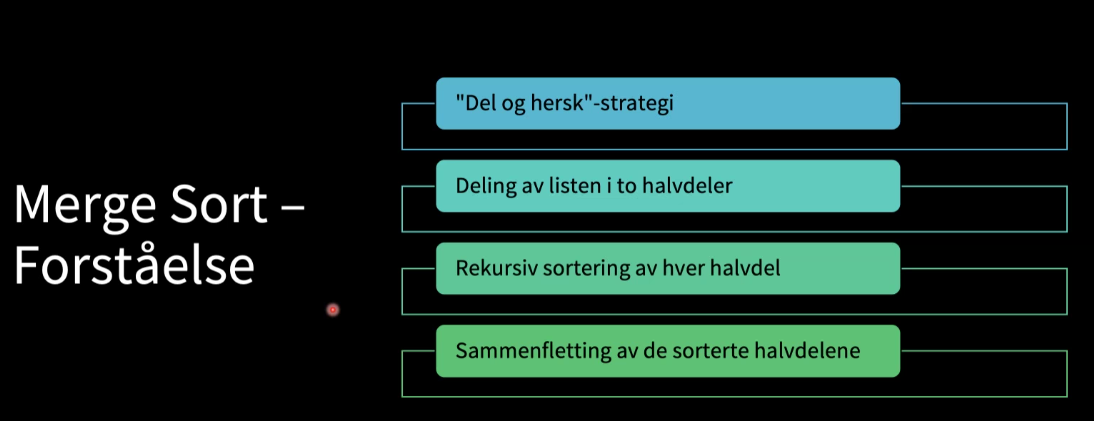 Merge Sort –
Forståelse
"Del og hersk"-strategi
Deling av listen i to halvdeler
Rekursiv sortering av hver halvdel
Sammenfletting av de sorterte halvdelene